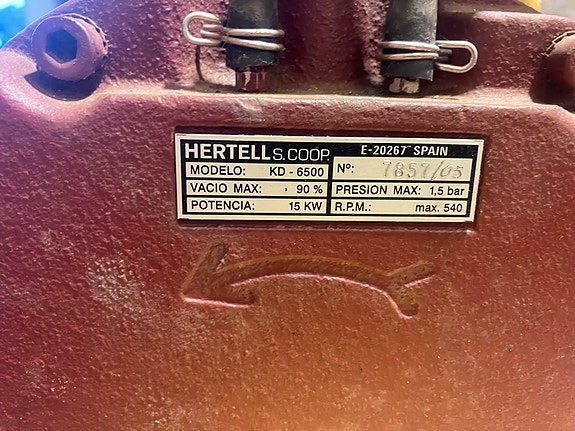 HERTELL S. COOP. E-20267 SPAIN
MODELO: KD - 6500 Nº: 7857/05
VACIO MAX: 90 % PRESION MAX: 1,5 bar
POTENCIA: 15 KW R.P.M.: max. 540